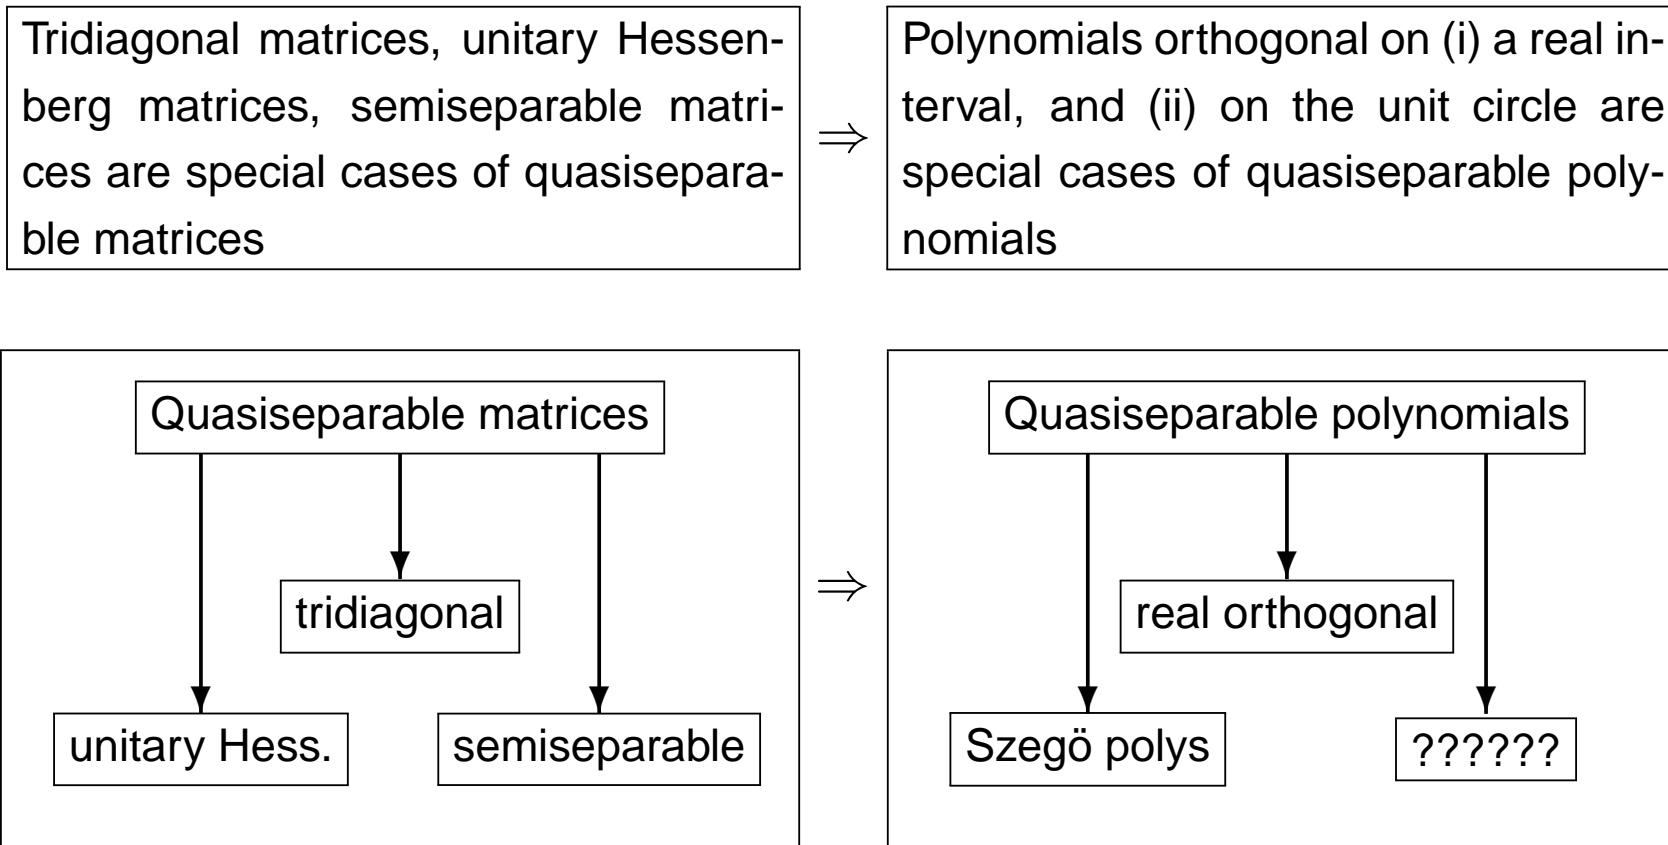 Tridiagonal matrices, unitary Hessen-
berg matrices, semiseparable matri-
ces are special cases of quasisepara-
ble matrices
⇒
Polynomials orthogonal on (i) a real in-
terval, and (ii) on the unit circle are
special cases of quasiseparable poly-
nomials
Quasiseparable matrices
tridiagonal
unitary Hess.
semiseparable
⇒
Quasiseparable polynomials
real orthogonal
Szegö polys
??????